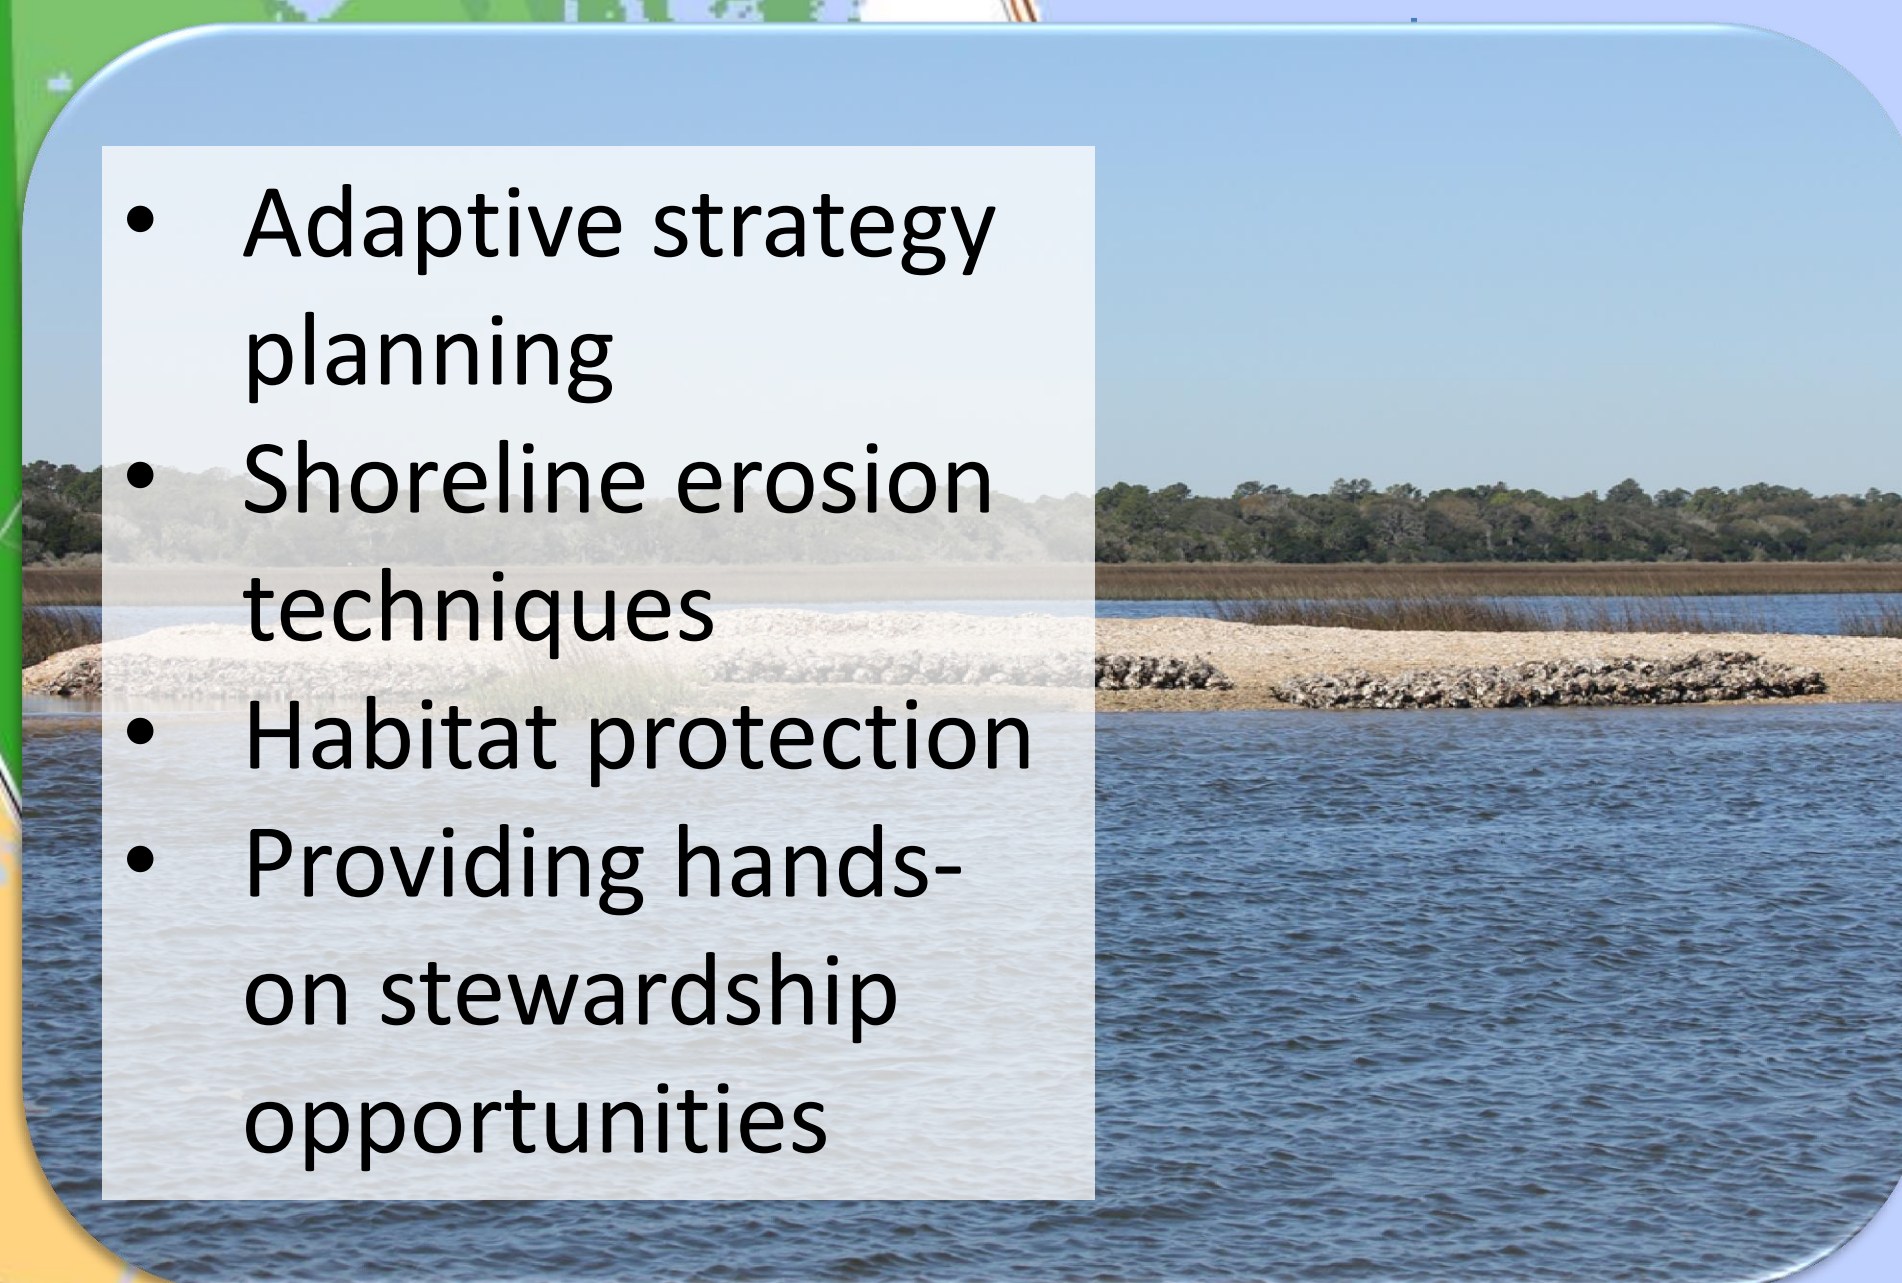 • Adaptive strategy
planning
• Shoreline erosion
techniques
• Habitat protection
• Providing hands-
on stewardship
opportunities